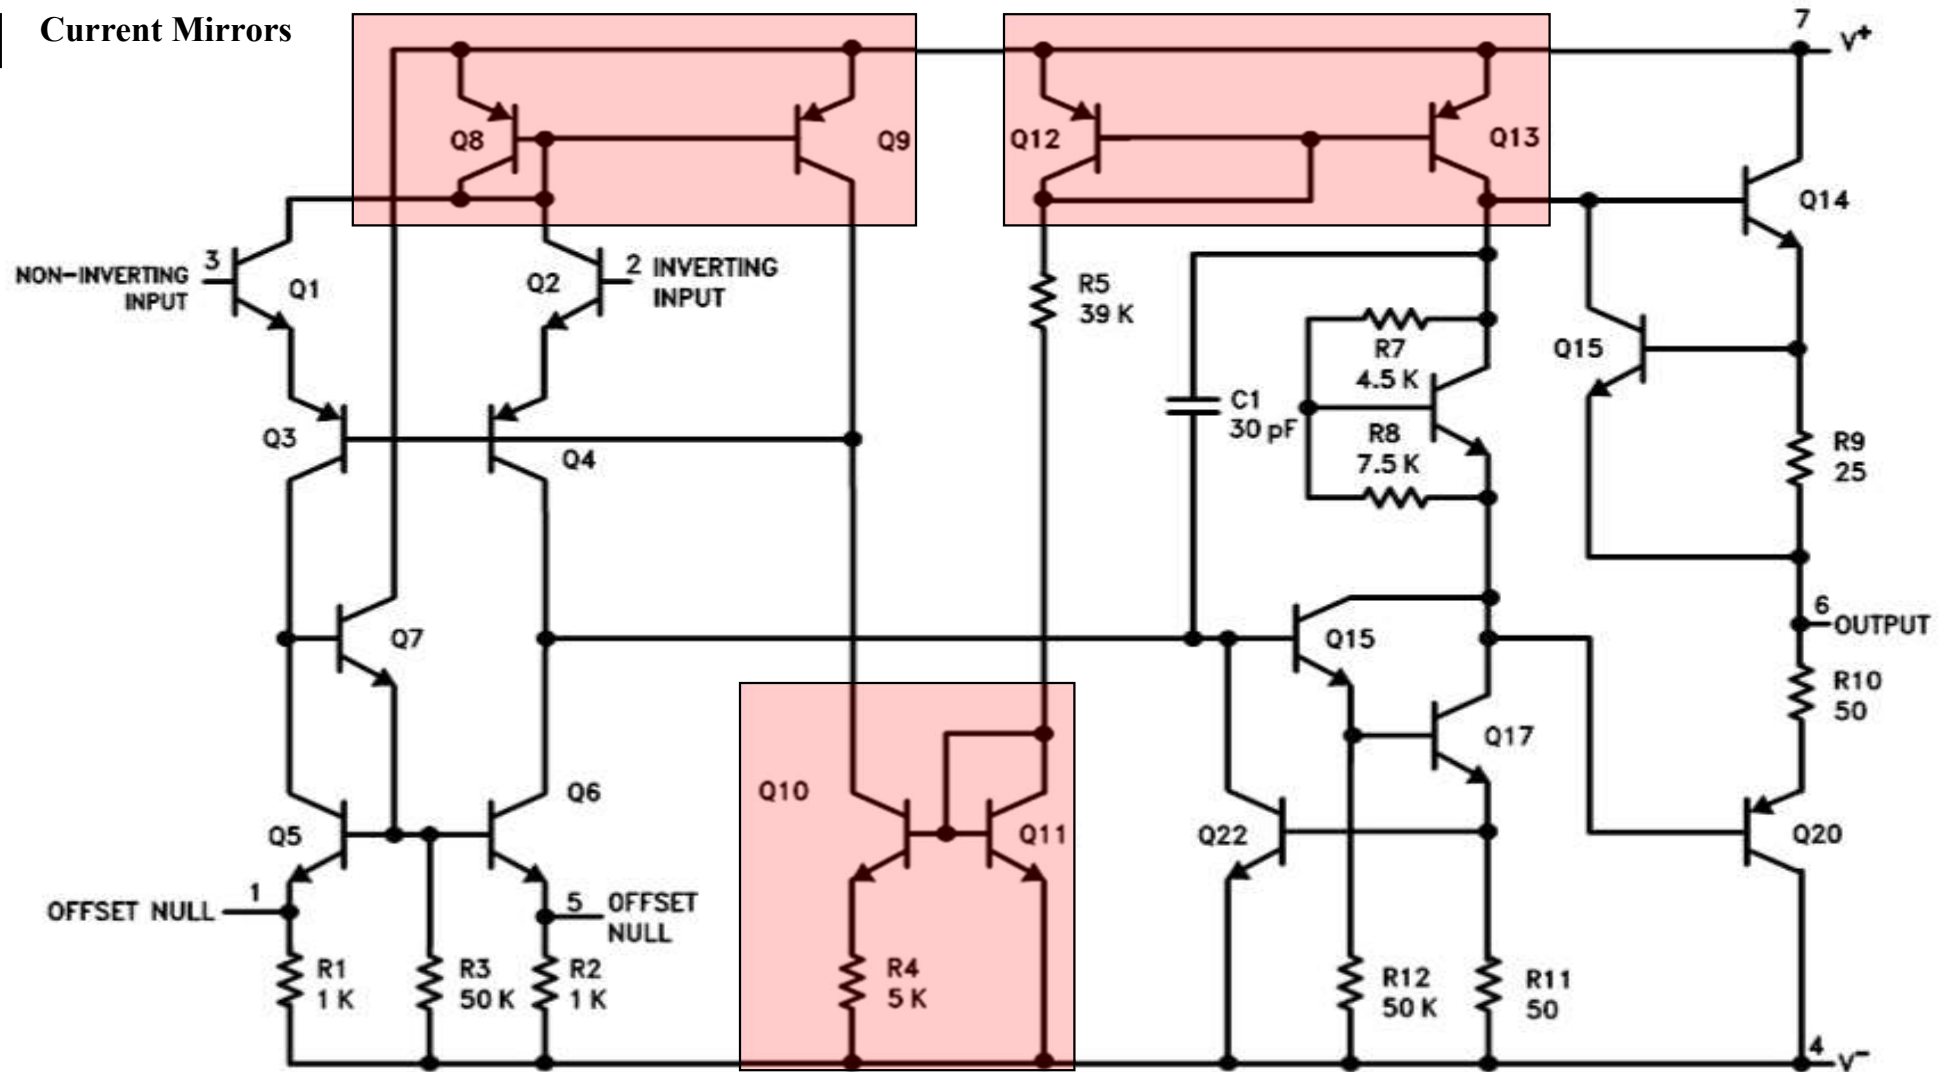 Current Mirrors
7
V+
Q8
Q9
Q12
Q13
Q14
3
NON-INVERTING
INPUT
Q1
Q2
2 INVERTING
INPUT
R5
39 K
Q15
R7
4.5 K
C1
30 pF
R8
7.5 K
Q3
Q4
R9
25
6
OUTPUT
Q7
Q15
R10
50
Q17
Q10
Q6
Q5
Q11
Q22
Q20
1
OFFSET NULL
5 OFFSET
NULL
R1
1 K
R3
50 K
R2
1 K
R4
5 K
R12
50 K
R11
50
4
V-